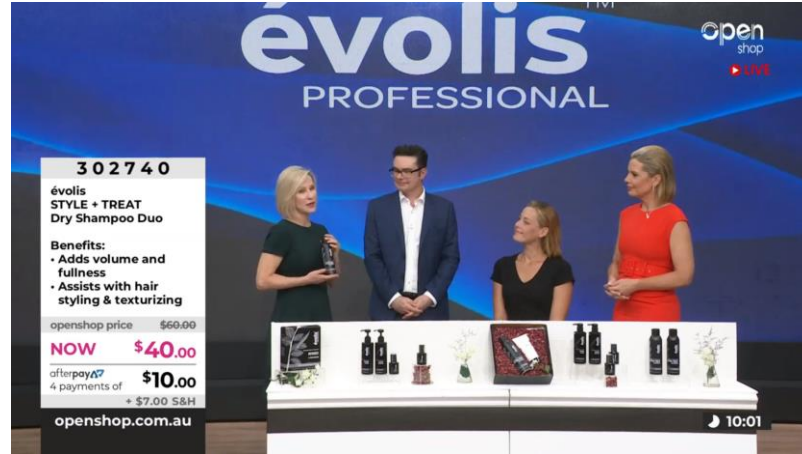 TM
évolis
PROFESSIONAL
open
shop
LIVE
302740
évolis
STYLE + TREAT
Dry Shampoo Duo
Benefits:
• Adds volume and
fullness
• Assists with hair
styling & texturizing
openshop price $60.00
NOW $40.00
afterpay
4 payments of $10.00
+ $7.00 S&H
openshop.com.au
10:01